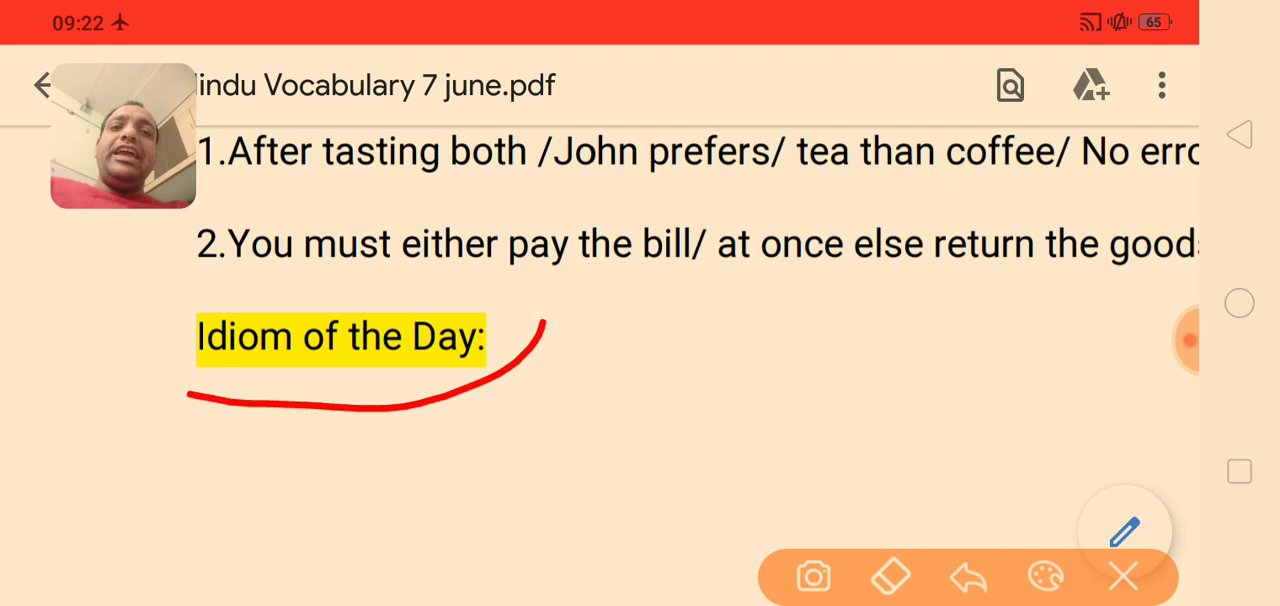 09:22
65
indu Vocabulary 7 june.pdf
1.After tasting both /John prefers/ tea than coffee/ No erro
2.You must either pay the bill/ at once else return the goods
Idiom of the Day: